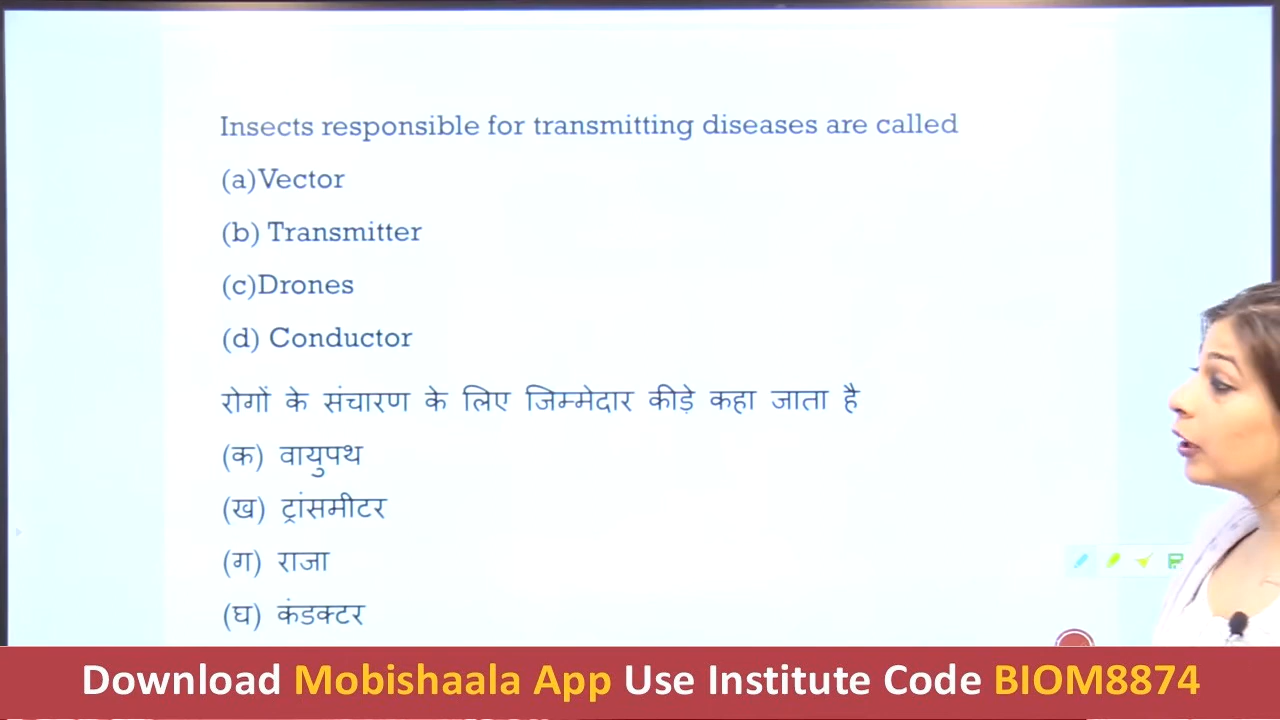 Insects responsible for transmitting diseases are called
(a)Vector
(b) Transmitter
(c)Drones
(d) Conductor
रोगों के संचारण के लिए जिम्मेदार कीड़े कहा जाता है
(क) वायुपथ
(ख) ट्रांसमीटर
(ग) राजा
(घ) कंडक्टर
Download Mobishaala App Use Institute Code BIOM8874